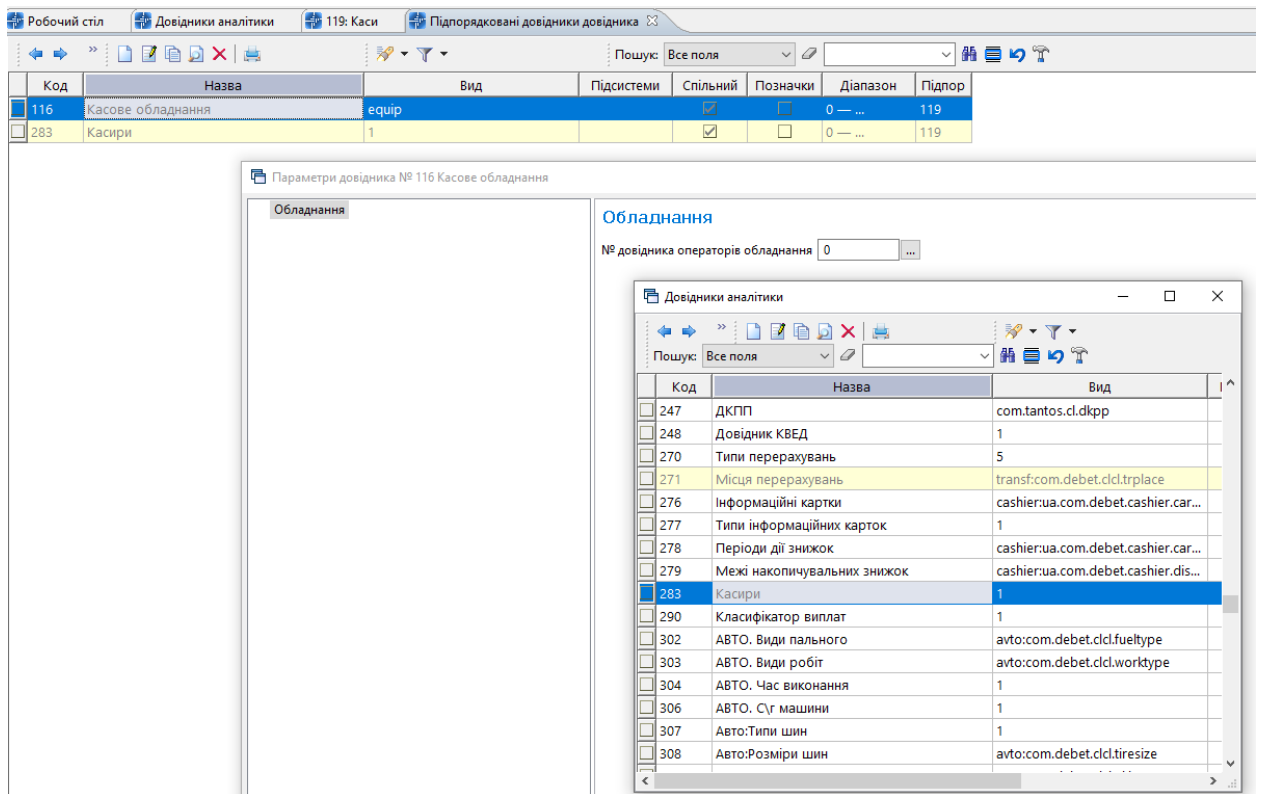 Робочий стіл Довідники аналітики 119: Каси Підпорядковані довідники довідника
» Пошук: Все поля
Код Назва Вид Підсистеми Спільний Позначки Діапазон Підпор
116 Касове обладнання equip 0 — ... 119
283 Касири 1 0 — ... 119
Параметри довідника № 116 Касове обладнання
Обладнання
Обладнання
№ довідника операторів обладнання 0 ...
Довідники аналітики
»
Пошук: Все поля
Код Назва Вид
247 ДКПП com.tantos.cl.dkpp
248 Довідник КВЕД 1
270 Типи перерахувань 5
271 Місця перерахувань transf:com.debet.clcl.trplace
276 Інформаційні картки cashier:ua.com.debet.cashier.car...
277 Типи інформаційних карток 1
278 Періоди дії знижок cashier:ua.com.debet.cashier.car...
279 Межі накопичувальних знижок cashier:ua.com.debet.cashier.dis...
283 Касири 1
290 Класифікатор виплат 1
302 АВТО. Види пального avto:com.debet.clcl.fueltype
303 АВТО. Види робіт avto:com.debet.clcl.worktype
304 АВТО. Час виконання 1
306 АВТО. С\г машини 1
307 Авто:Типи шин 1
308 Авто:Розміри шин avto:com.debet.clcl.tiresize